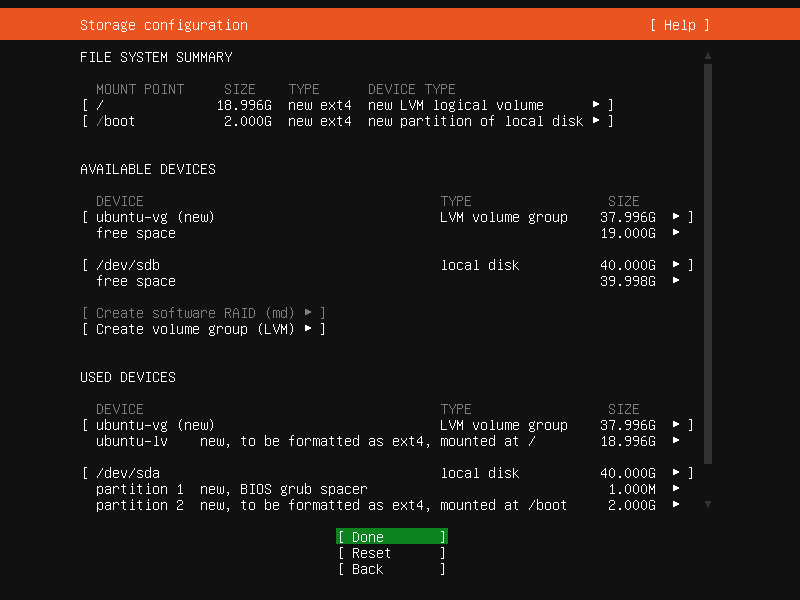 Storage configuration [ Help ]
FILE SYSTEM SUMMARY
MOUNT POINT SIZE TYPE DEVICE TYPE
[ / 18.996G new ext4 new LVM logical volume ▸ ]
[ /boot 2.000G new ext4 new partition of local disk ▸ ]
AVAILABLE DEVICES
DEVICE TYPE SIZE
[ ubuntu-vg (new) LVM volume group 37.996G ▸ ]
free space 19.000G ▸
[ /dev/sdb local disk 40.000G ▸ ]
free space 39.998G ▸
[ Create software RAID (md) ▸ ]
[ Create volume group (LVM) ▸ ]
USED DEVICES
DEVICE TYPE SIZE
[ ubuntu-vg (new) LVM volume group 37.996G ▸ ]
ubuntu-lv new, to be formatted as ext4, mounted at / 18.996G ▸
[ /dev/sda local disk 40.000G ▸ ]
partition 1 new, BIOS grub spacer 1.000M ▸
partition 2 new, to be formatted as ext4, mounted at /boot 2.000G ▸
[ Done ]
[ Reset ]
[ Back ]